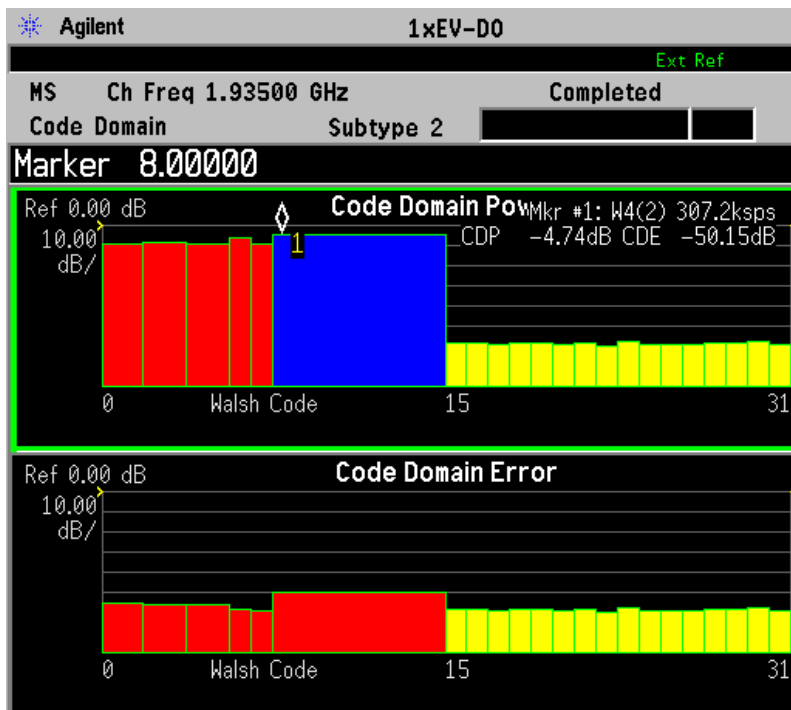 Agilent 1xEV-DO
Ext Ref
MS Ch Freq 1.93500 GHz Completed
Code Domain Subtype 2
Marker 8.00000
Ref 0.00 dB Code Domain Pow Mkr #1: W4(2) 307.2ksps
10.00 CDP -4.74dB CDE -50.15dB
dB/
1
0 Walsh Code 15 31
Ref 0.00 dB Code Domain Error
10.00
dB/
0 Walsh Code 15 31